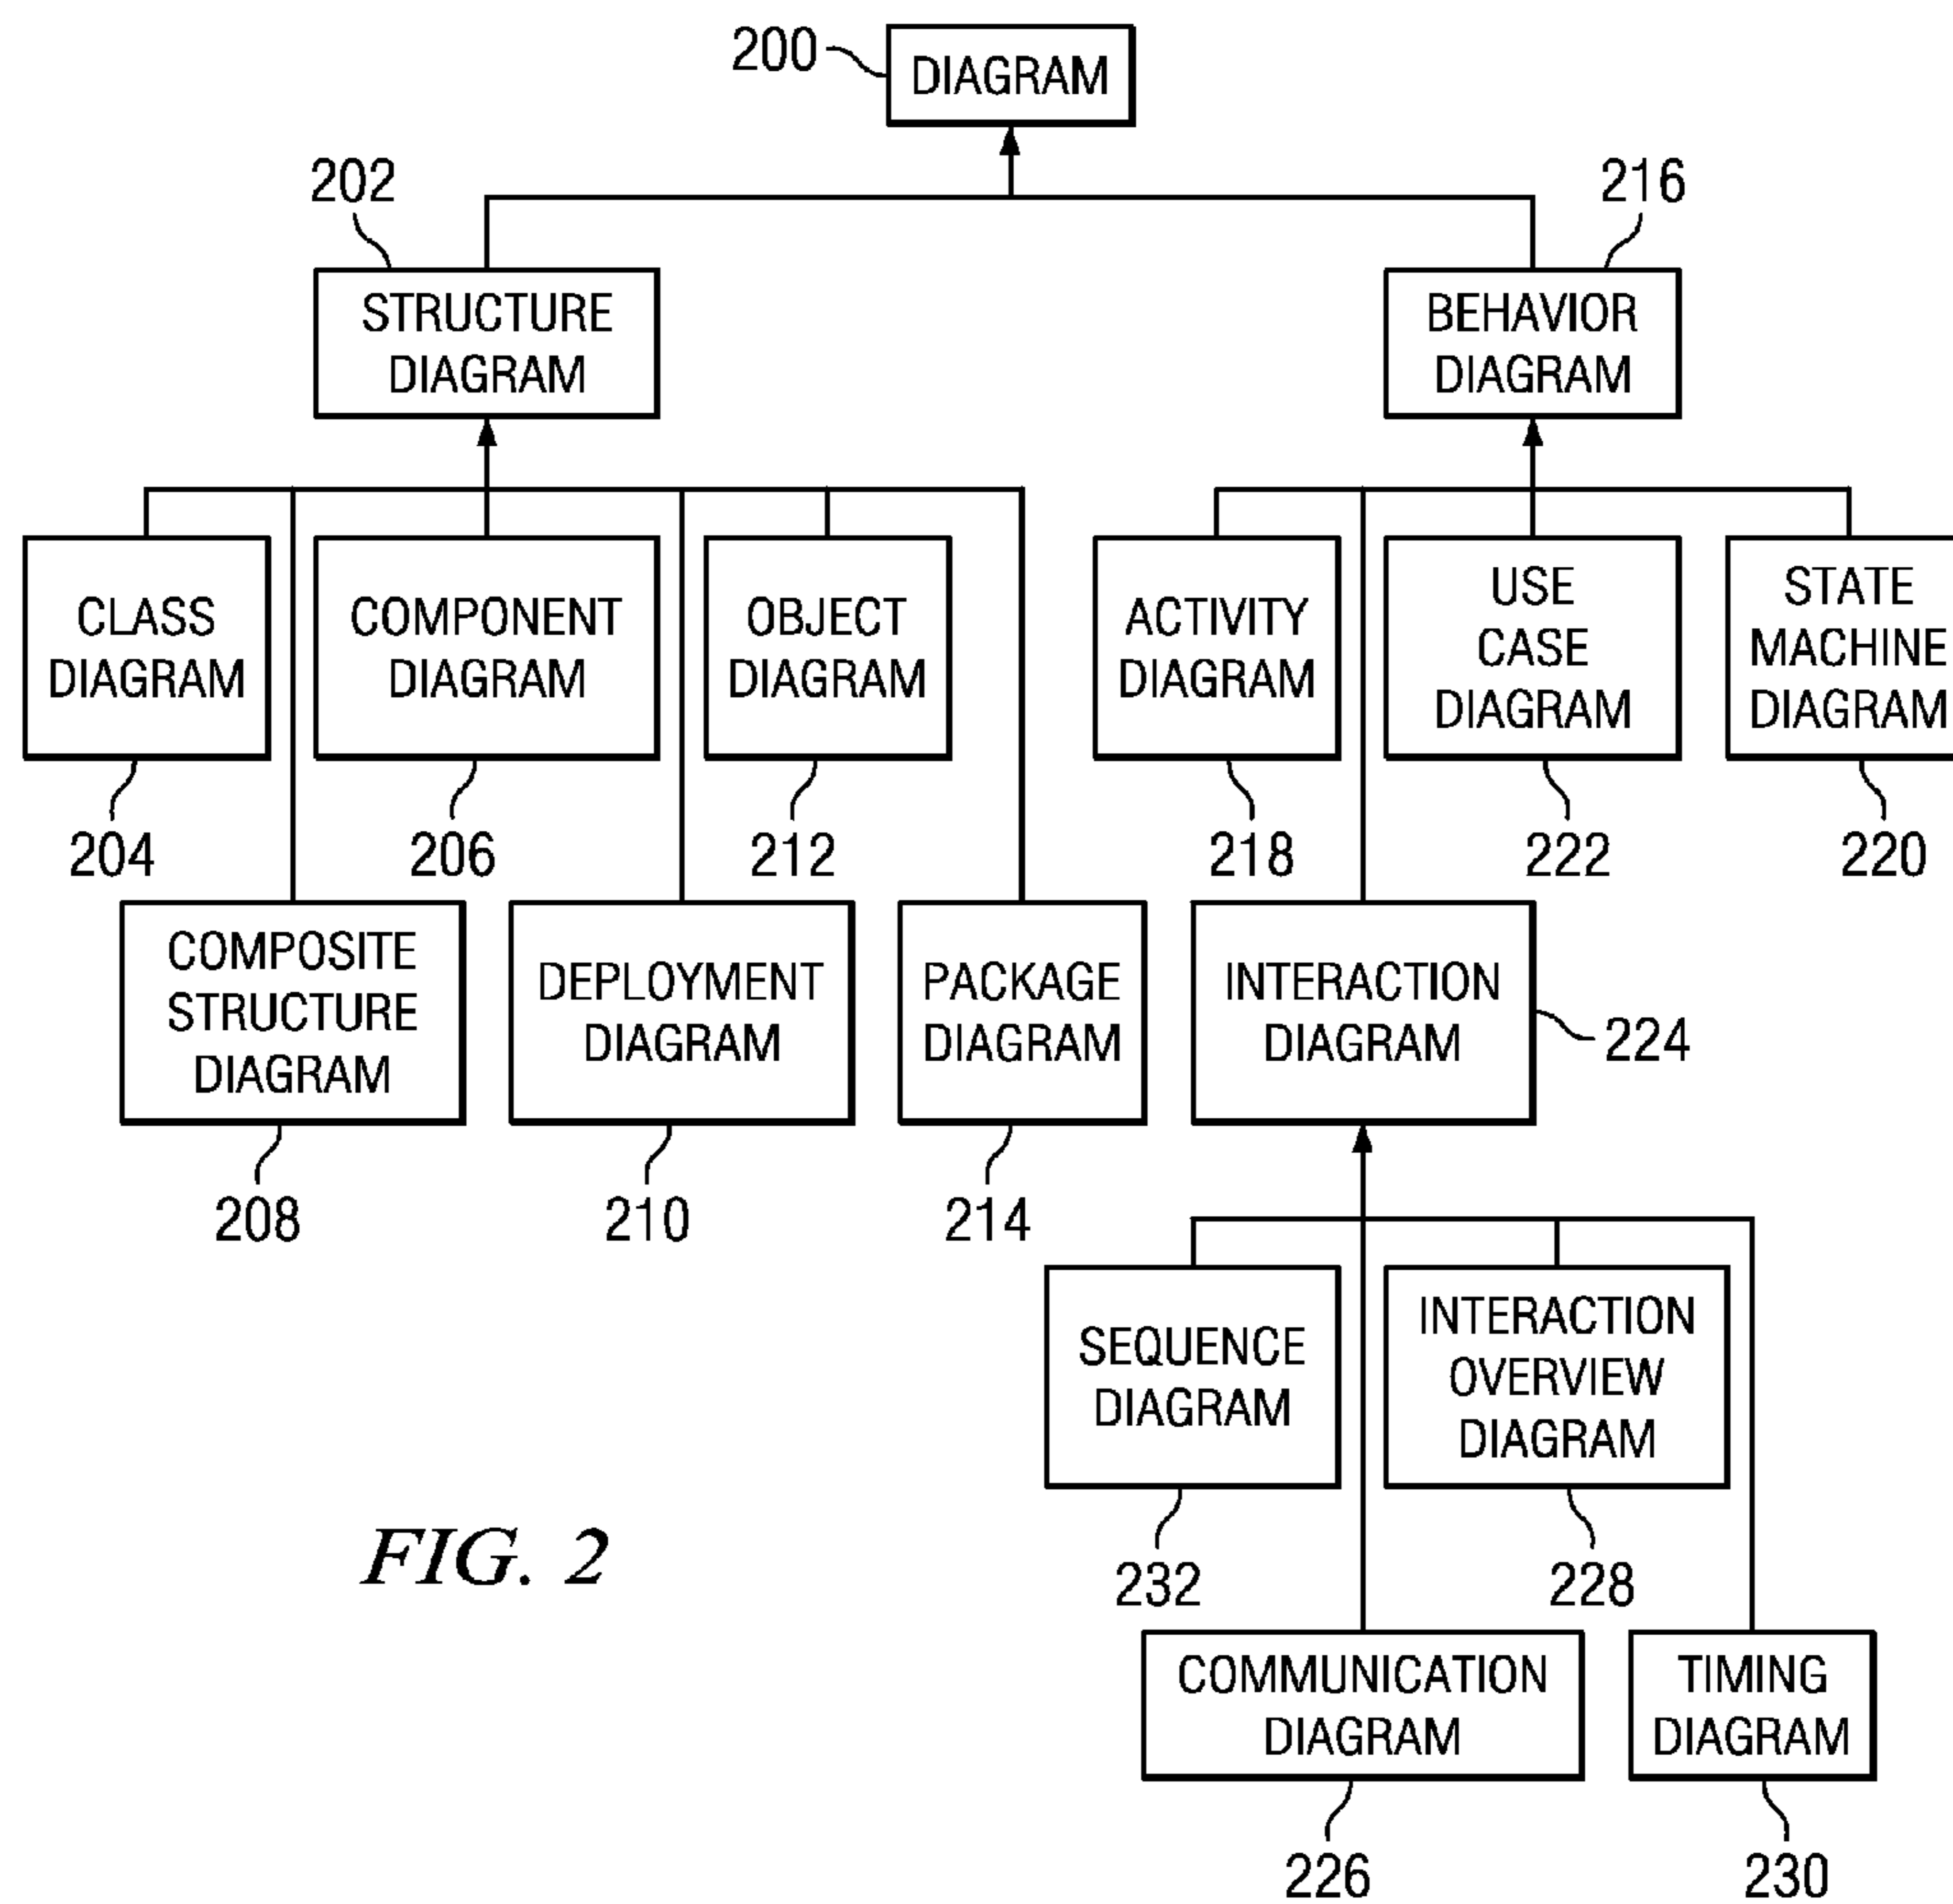 200
DIAGRAM
202
216
STRUCTURE
DIAGRAM
BEHAVIOR
DIAGRAM
CLASS
DIAGRAM
COMPONENT
DIAGRAM
OBJECT
DIAGRAM
ACTIVITY
DIAGRAM
USE
CASE
DIAGRAM
STATE
MACHINE
DIAGRAM
204
206
212
218
222
220
COMPOSITE
STRUCTURE
DIAGRAM
DEPLOYMENT
DIAGRAM
PACKAGE
DIAGRAM
INTERACTION
DIAGRAM
224
208
210
214
SEQUENCE
DIAGRAM
INTERACTION
OVERVIEW
DIAGRAM
FIG. 2
232
228
COMMUNICATION
DIAGRAM
TIMING
DIAGRAM
226
230